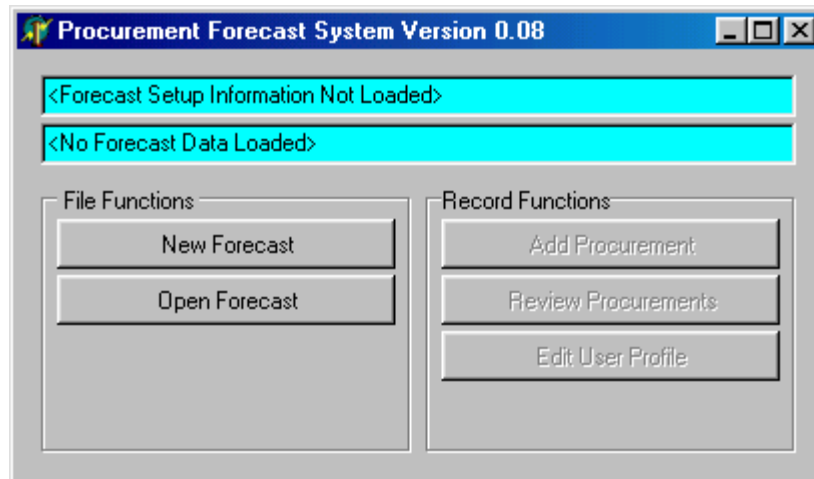 Procurement Forecast System Version 0.08
<Forecast Setup Information Not Loaded>
<No Forecast Data Loaded>
File Functions
New Forecast
Open Forecast
Record Functions
Add Procurement
Review Procurements
Edit User Profile